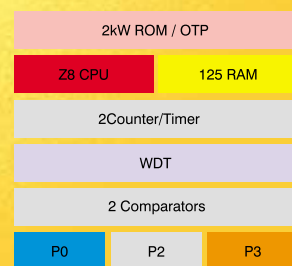 2kW ROM / OTP
Z8 CPU 125 RAM
2Counter/Timer
WDT
2 Comparators
P0 P2 P3